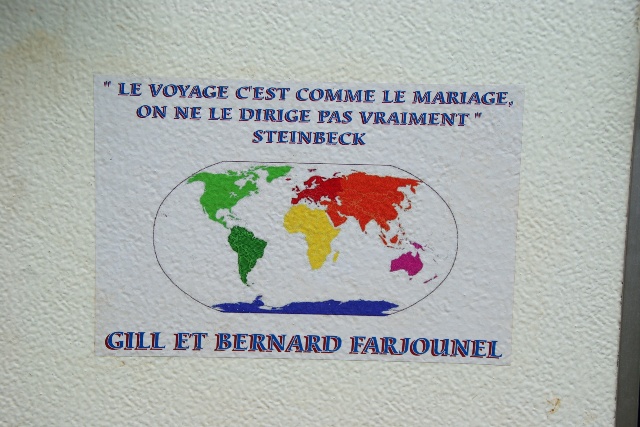 " LE VOYAGE C'EST COMME LE MARIAGE,
ON NE LE DIRIGE PAS VRAIMENT "
STEINBECK
GILL ET BERNARD FARJOUNEL